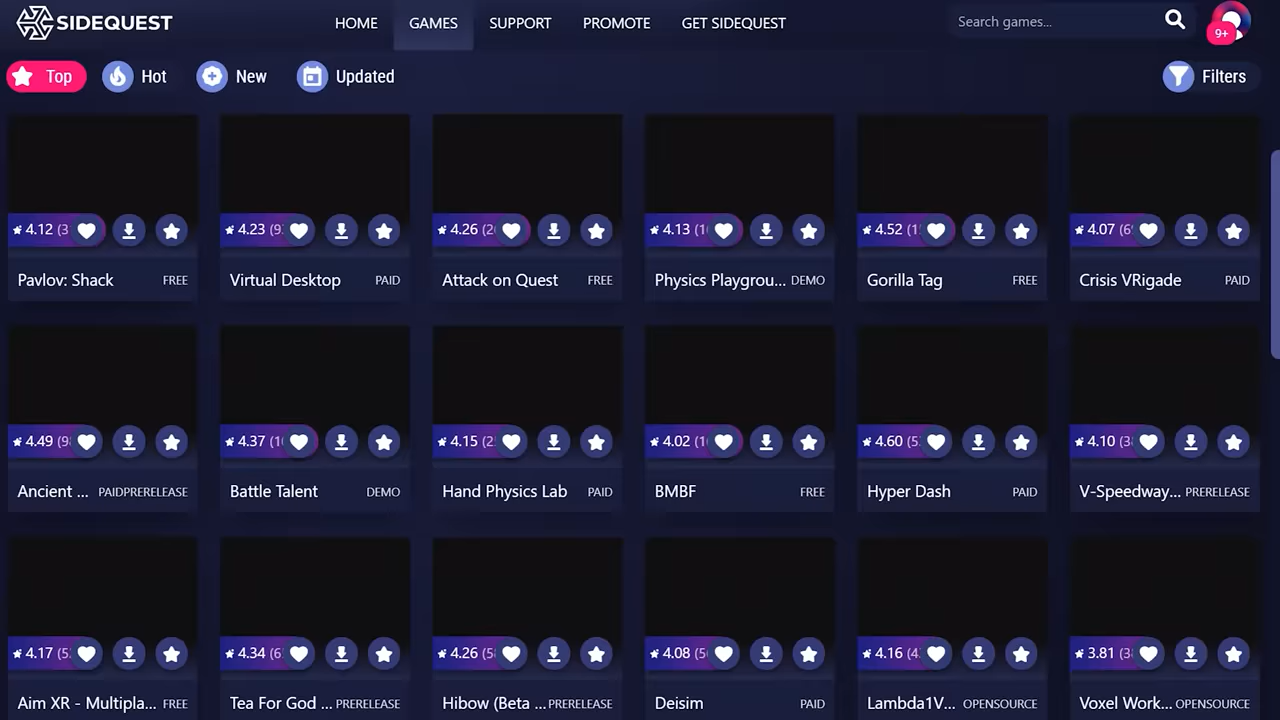 SIDEQUEST HOME GAMES SUPPORT PROMOTE GET SIDEQUEST Search games... 9+
Top Hot New Updated Filters
4.12 4.23 4.26 4.13 4.52 4.07
Pavlov: Shack FREE Virtual Desktop PAID Attack on Quest FREE Physics Playgrou... DEMO Gorilla Tag FREE Crisis VRigade PAID
4.49 4.37 4.15 4.02 4.60 4.10
Ancient ... PAIDPRERELEASE Battle Talent DEMO Hand Physics Lab PAID BMBF FREE Hyper Dash PAID V-Speedway... PRERELEASE
4.17 4.34 4.26 4.08 4.16 3.81
Aim XR - Multipla... FREE Tea For God ... PRERELEASE Hibow (Beta ... PRERELEASE Deisim PAID Lambda1V... OPENSOURCE Voxel Work... OPENSOURCE